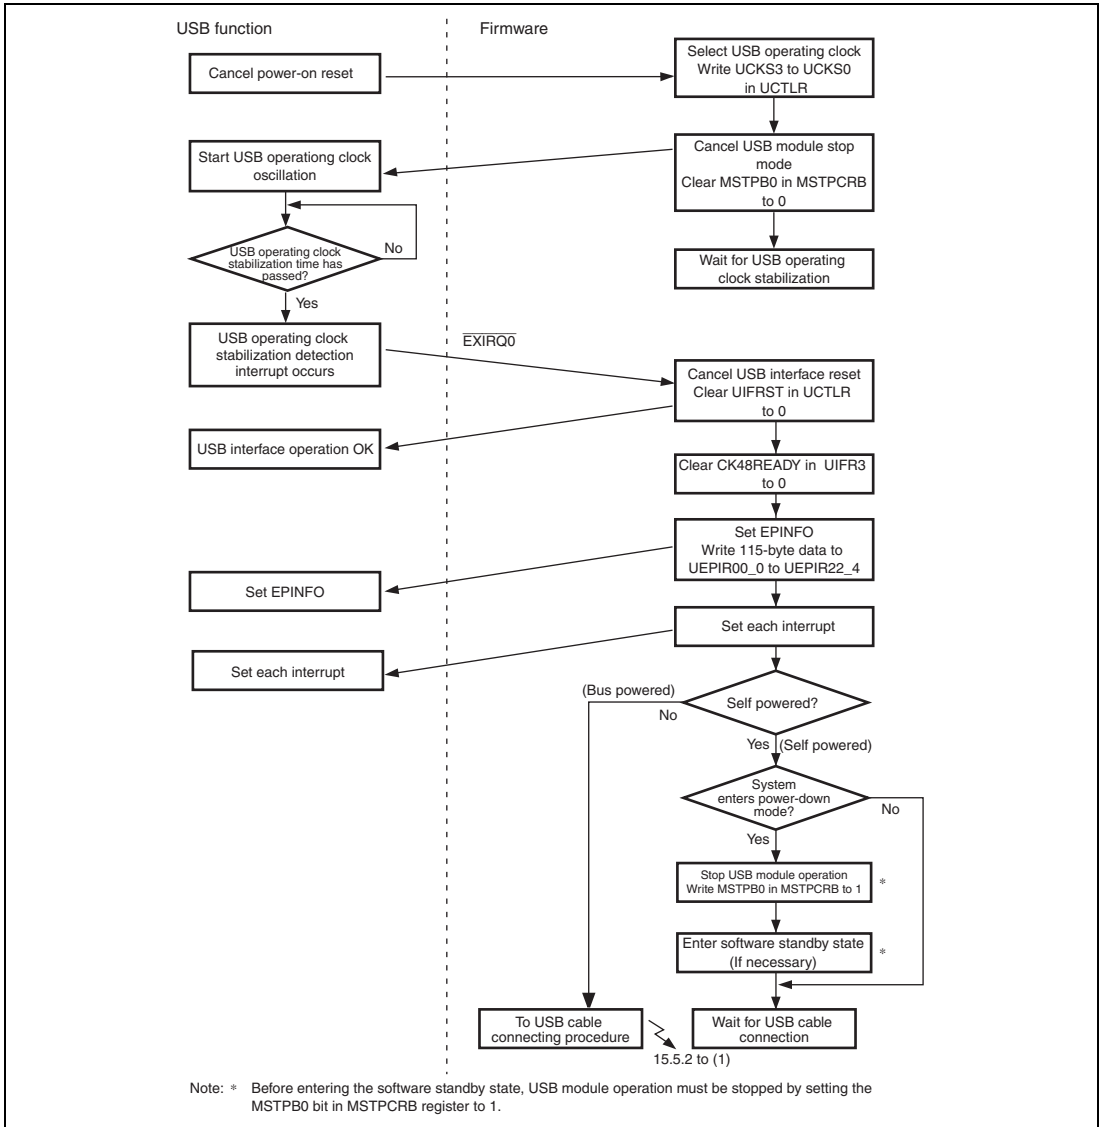 USB function
Firmware
Cancel power-on reset
Select USB operating clock
Write UCKS3 to UCKS0
in UCTLR
Start USB operationg clock
oscillation
Cancel USB module stop
mode
Clear MSTPB0 in MSTPCRB
to 0
USB operating clock
stabilization time has
passed?
No
Yes
Wait for USB operating
clock stabilization
USB operating clock
stabilization detection
interrupt occurs
EXIRQ0
Cancel USB interface reset
Clear UIFRST in UCTLR
to 0
USB interface operation OK
Clear CK48READY in UIFR3
to 0
Set EPINFO
Write 115-byte data to
UEPIR00_0 to UEPIR22_4
Set EPINFO
Set each interrupt
Set each interrupt
(Bus powered)
No
Self powered?
Yes (Self powered)
System
enters power-down
mode?
No
Yes
Stop USB module operation
Write MSTPB0 in MSTPCRB to 1
*
Enter software standby state
(If necessary)
*
To USB cable
connecting procedure
15.5.2 to (1)
Wait for USB cable
connection
Note: * Before entering the software standby state, USB module operation must be stopped by setting the
MSTPB0 bit in MSTPCRB register to 1.